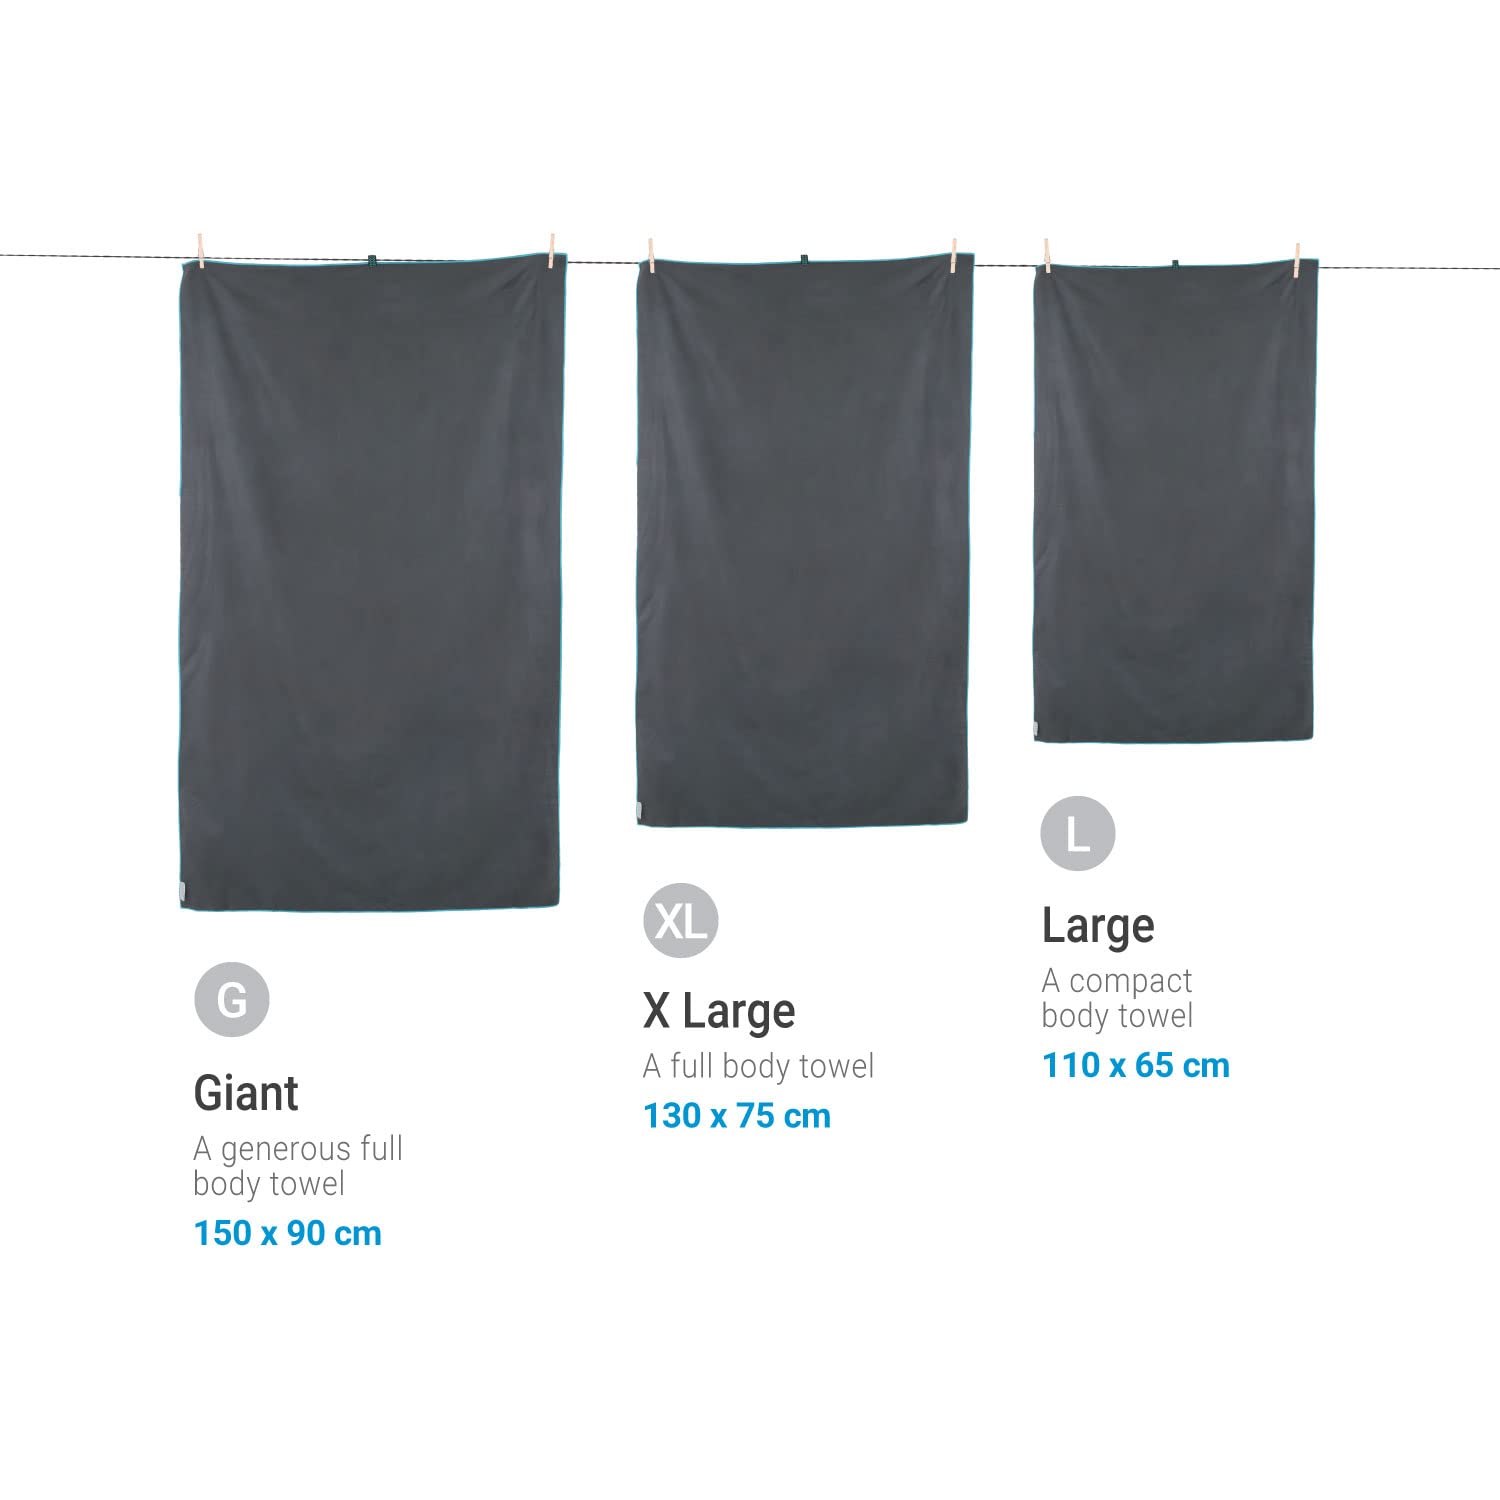 G
Giant
A generous full
body towel
150 x 90 cm
XL
X Large
A full body towel
130 x 75 cm
L
Large
A compact
body towel
110 x 65 cm